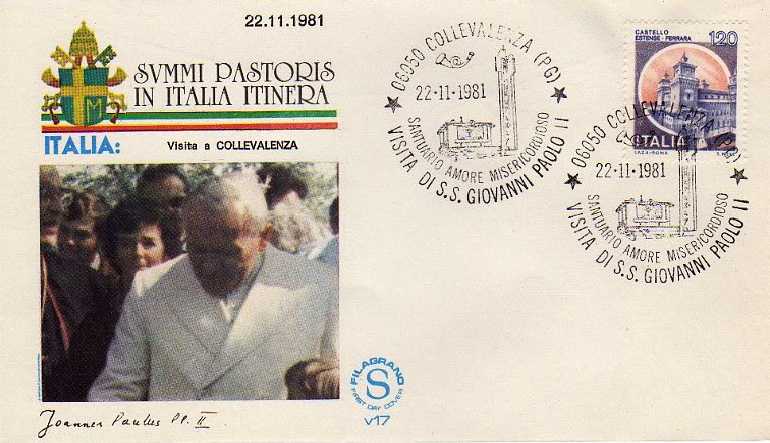 22.11.1981
SVMMI PASTORIS
IN ITALIA ITINERA
ITALIA:
Visita a COLLEVALENZA
06050 COLLEVALENZA (PG)
22-11-1981
SANTUARIO AMORE MISERICORDIOSO
VISITA DI S.S. GIOVANNI PAOLO II
CASTELLO
ESTENSE - FERRARA
120
ITALIA
06050 COLLEVALENZA (PG)
22-11-1981
SANTUARIO AMORE MISERICORDIOSO
VISITA DI S.S. GIOVANNI PAOLO II
M
FILAGRANO
S
FIRST DAY COVER
V17
Joannes Paulus PP. II